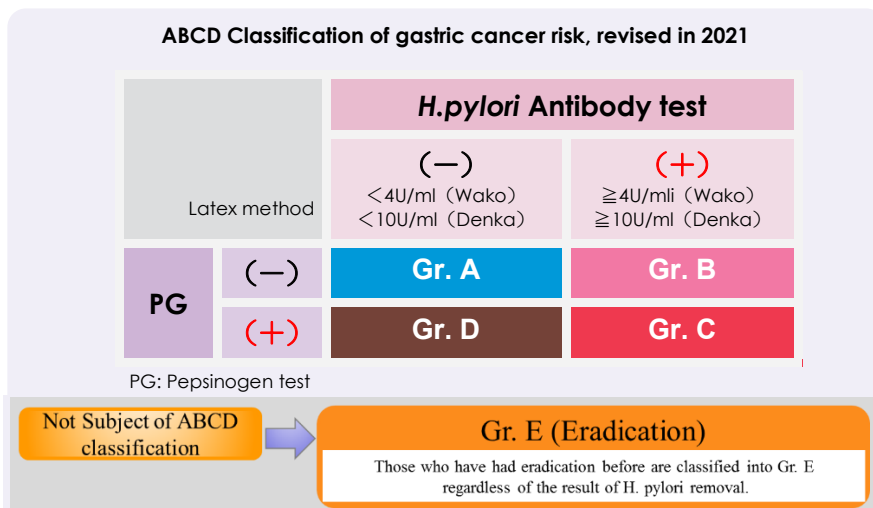 ABCD Classification of gastric cancer risk, revised in 2021
H.pylori Antibody test
Latex method
(−)
<4U/ml (Wako)
<10U/ml (Denka)
(+)
≧4U/mli (Wako)
≧10U/ml (Denka)
PG
(−)
Gr. A
Gr. B
(+)
Gr. D
Gr. C
PG: Pepsinogen test
Not Subject of ABCD
classification
Gr. E (Eradication)
Those who have had eradication before are classified into Gr. E
regardless of the result of H. pylori removal.